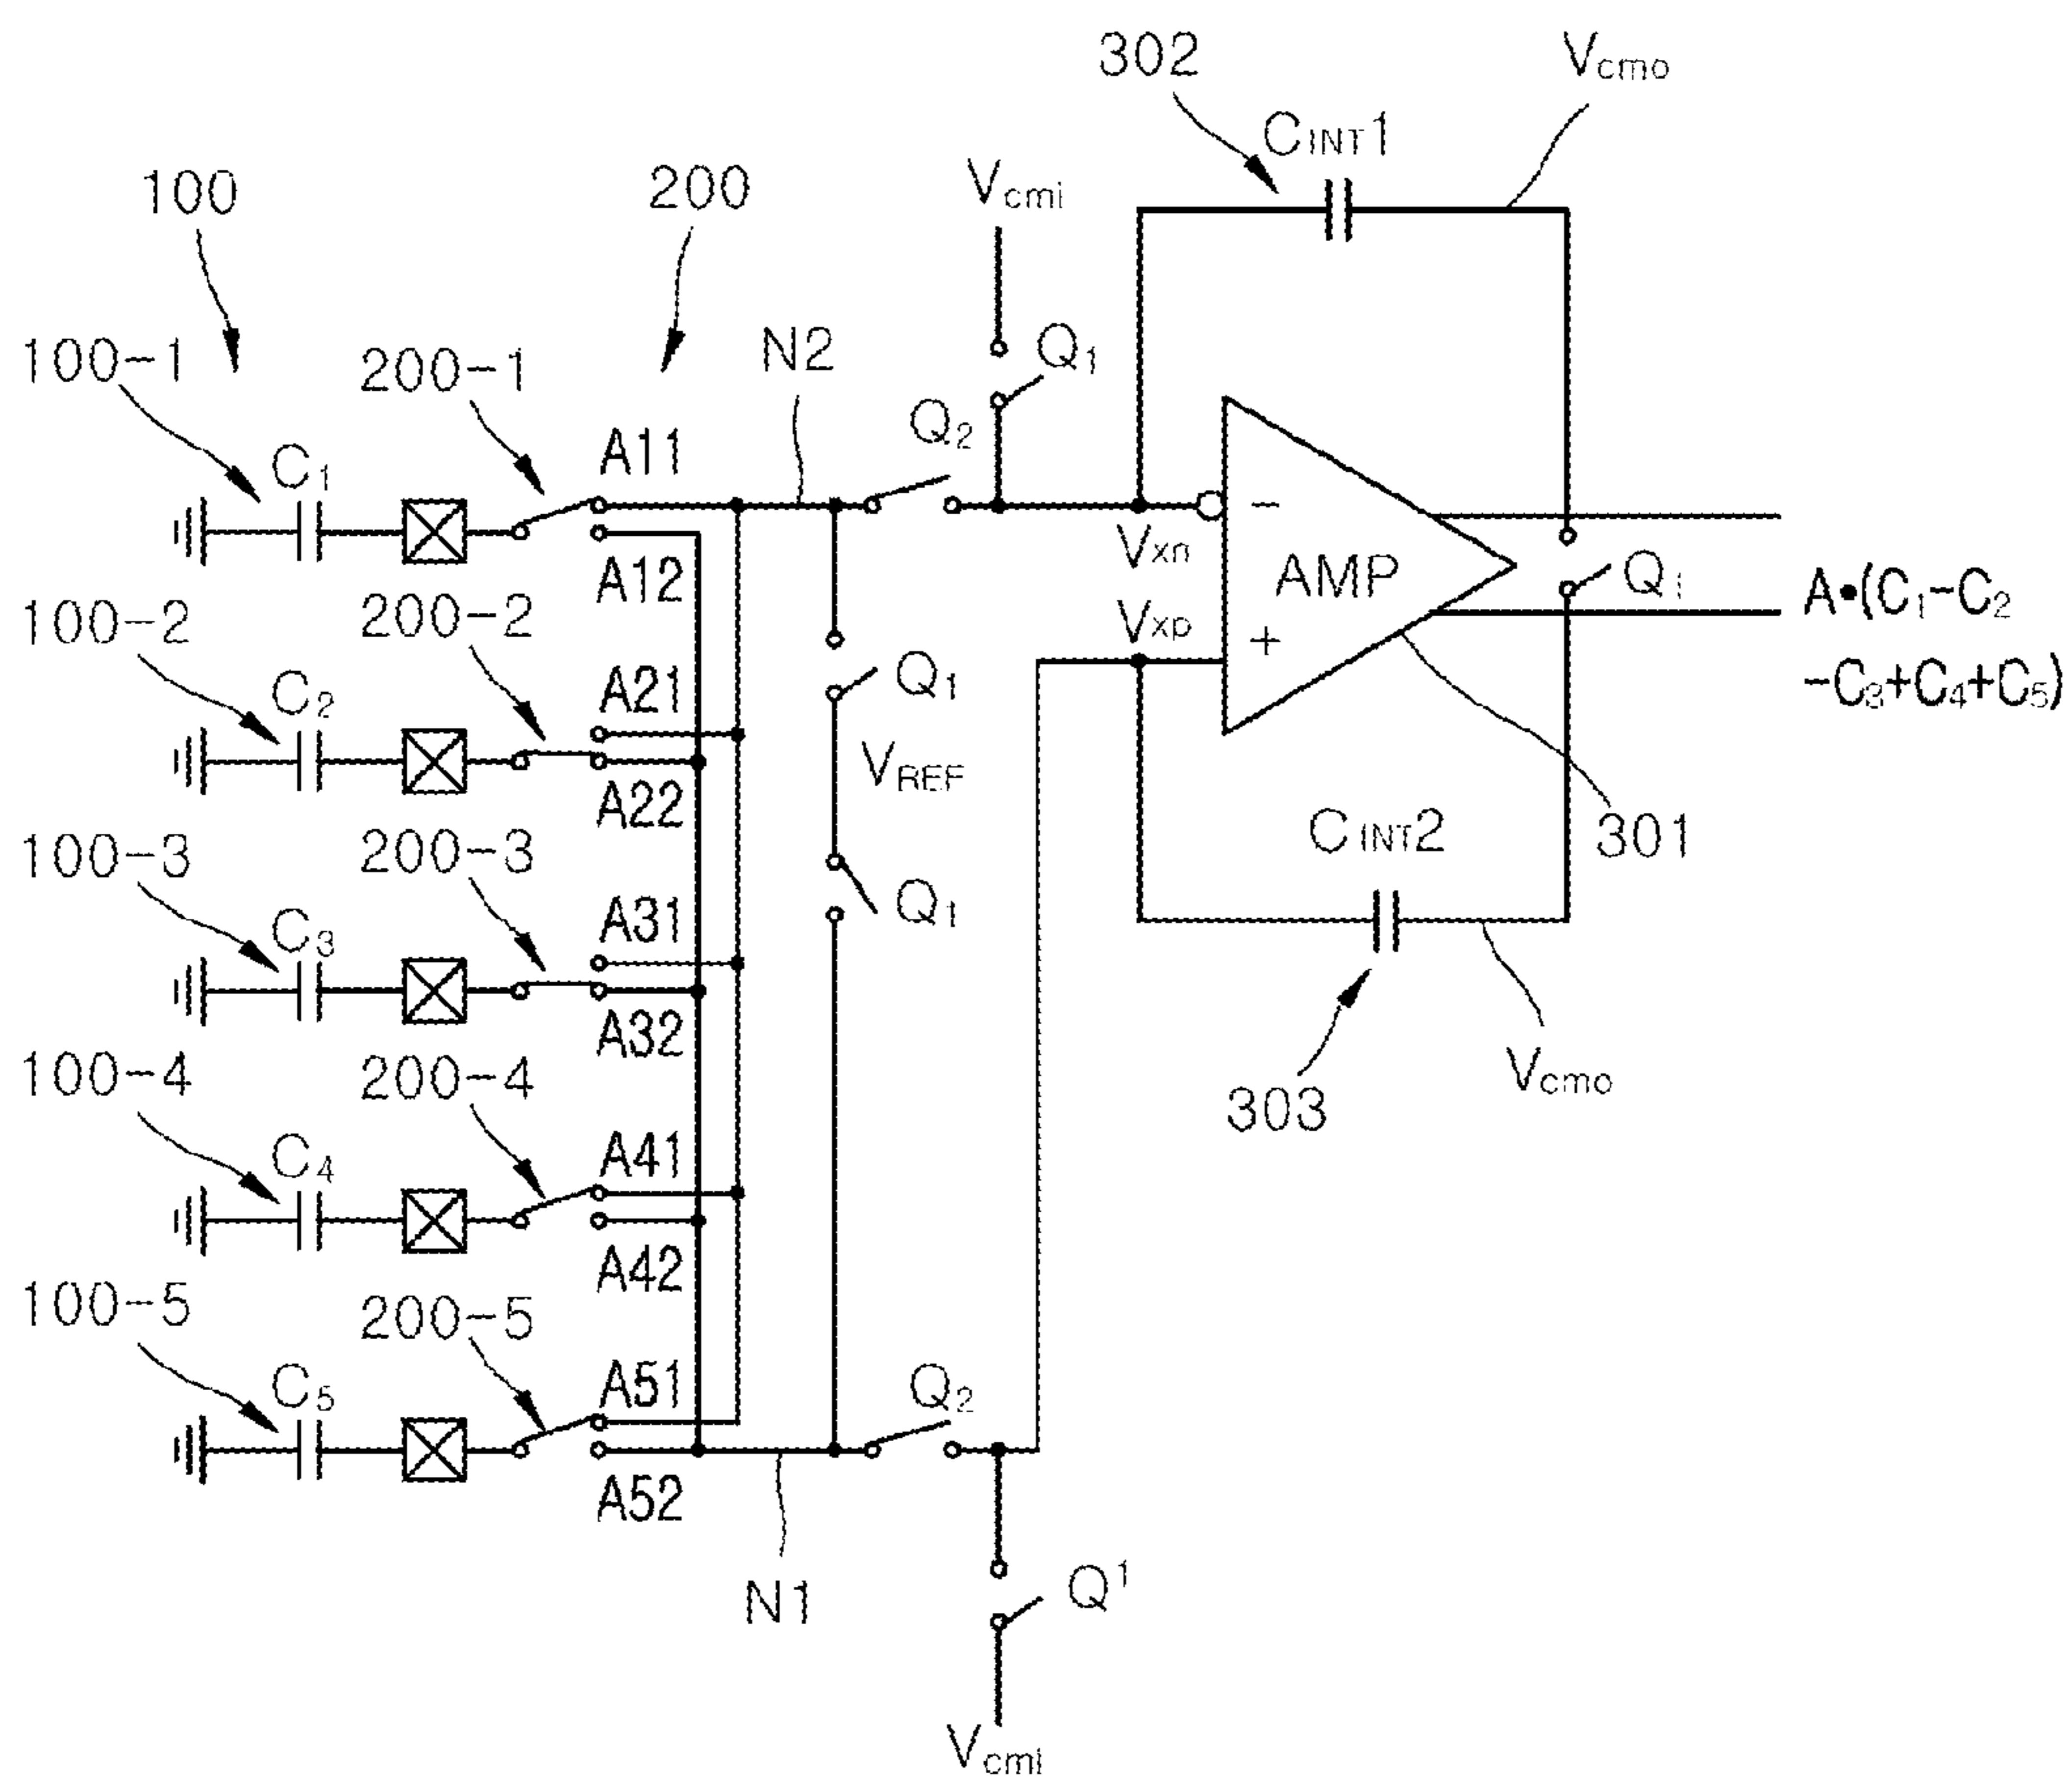 302
Vcmo
CINT1
100
200
Vcmi
100-1
200-1
N2
Q1
Q2
C1
A11
A12
Vxn
−
AMP
Q1
100-2
200-2
Vxp
+
A•(C1-C2
-C3+C4+C5)
C2
A21
Q1
A22
VREF
301
CINT2
100-3
200-3
C3
A31
Q1
A32
100-4
200-4
Vcmo
303
C4
A41
A42
100-5
200-5
C5
A51
Q2
A52
N1
Q1
Vcmi